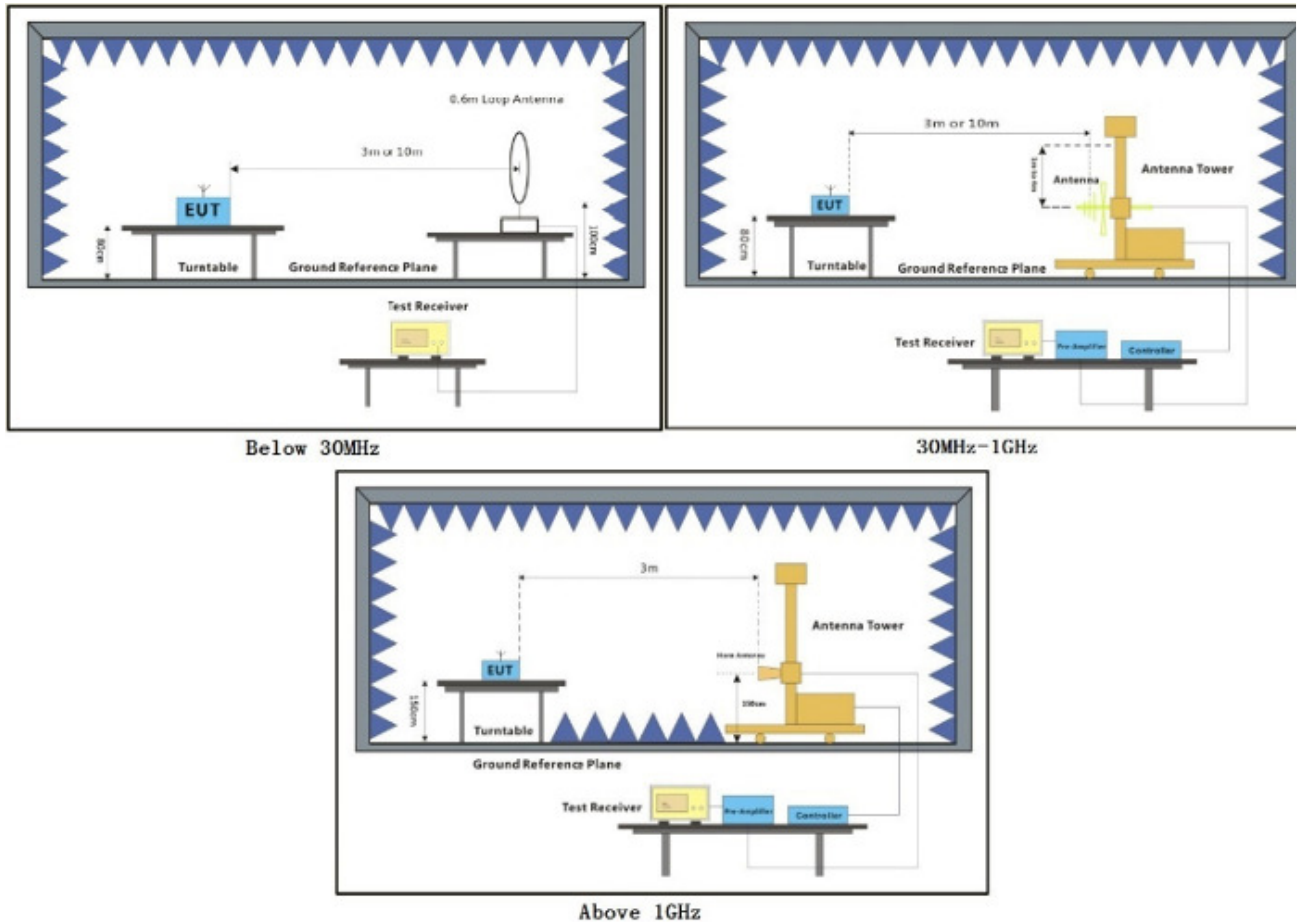 0.6m Loop Antenna
3m or 10m
EUT
80cm
100cm
Turntable
Ground Reference Plane
Test Receiver
Below 30MHz
3m or 10m
Antenna Tower
Antenna
EUT
80cm
Turntable
Ground Reference Plane
Test Receiver
Pre-Amplifier
Controller
30MHz-1GHz
3m
Antenna Tower
Horn Antenna
EUT
150cm
150cm
Turntable
Ground Reference Plane
Test Receiver
Pre-Amplifier
Controller
Above 1GHz